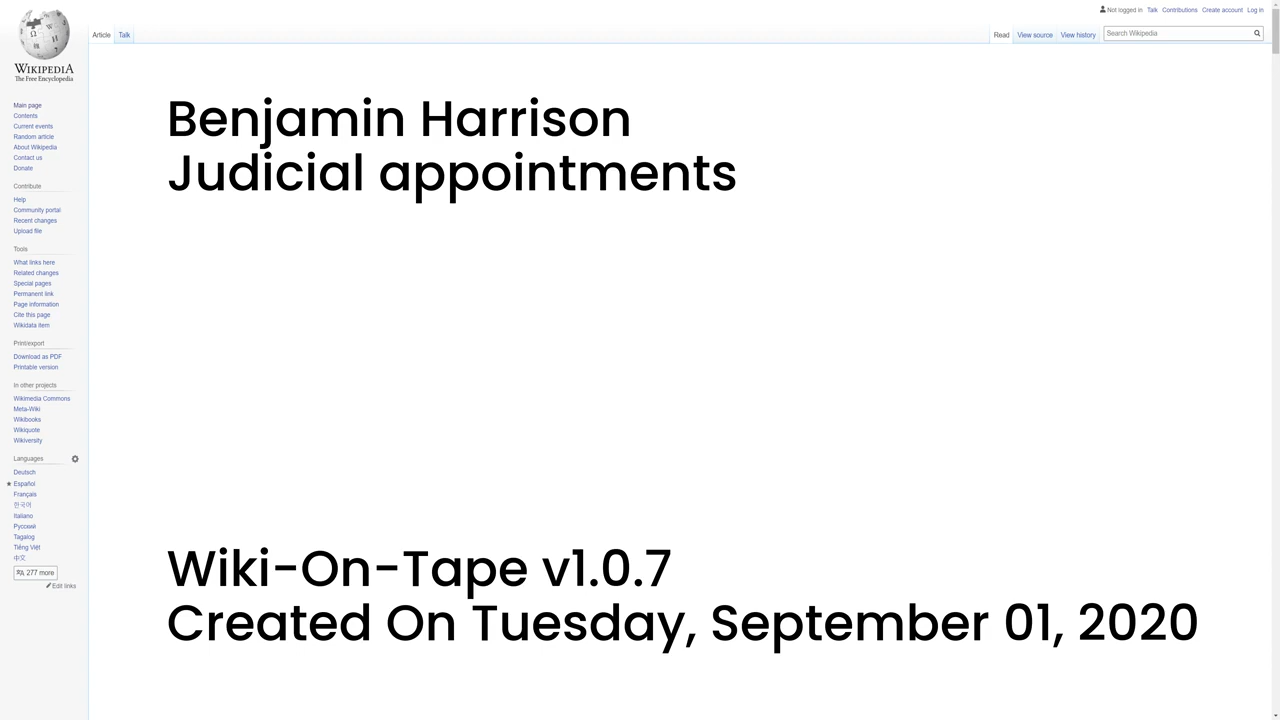 Not logged in Talk Contributions Create account Log in
Article Talk Read View source View history Search Wikipedia
WIKIPEDIA
The Free Encyclopedia
Main page
Contents
Current events
Random article
About Wikipedia
Contact us
Donate
Contribute
Help
Community portal
Recent changes
Upload file
Tools
What links here
Related changes
Special pages
Permanent link
Page information
Cite this page
Wikidata item
Print/export
Download as PDF
Printable version
In other projects
Wikimedia Commons
Meta-Wiki
Wikibooks
Wikiquote
Wikiversity
Languages
Deutsch
Español
Français
한국어
Italiano
Русский
Tagalog
Tiếng Việt
中文
277 more
Edit links
Benjamin Harrison
Judicial appointments
Wiki-On-Tape v1.0.7
Created On Tuesday, September 01, 2020